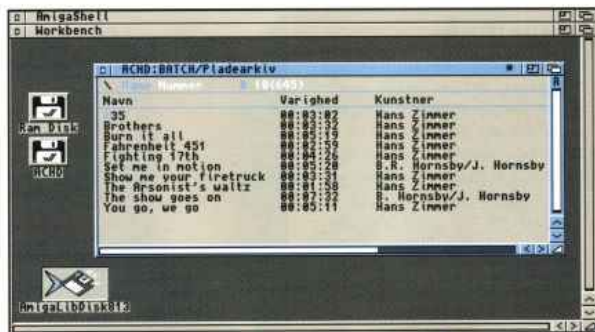 AmigaShell
Workbench
ACHD:BATCH/Pladearkiv
Nummer 10(645)
Navn Varighed Kunstner
35 00:03:02 Hans Zimmer
Brothers 00:03:32 Hans Zimmer
Burn it all 00:05:19 Hans Zimmer
Fahrenheit 451 00:02:59 Hans Zimmer
Fighting 17th 00:04:26 Hans Zimmer
Set me in motion 00:05:20 B.R. Hornsby/J. Hornsby
Show me your firetruck 00:03:31 Hans Zimmer
The Arsonist's waltz 00:01:58 Hans Zimmer
The show goes on 00:07:32 B. Hornsby/J. Hornsby
You go, we go 00:05:11 Hans Zimmer
Ram Disk
ACHD
AmigaLibDisk813